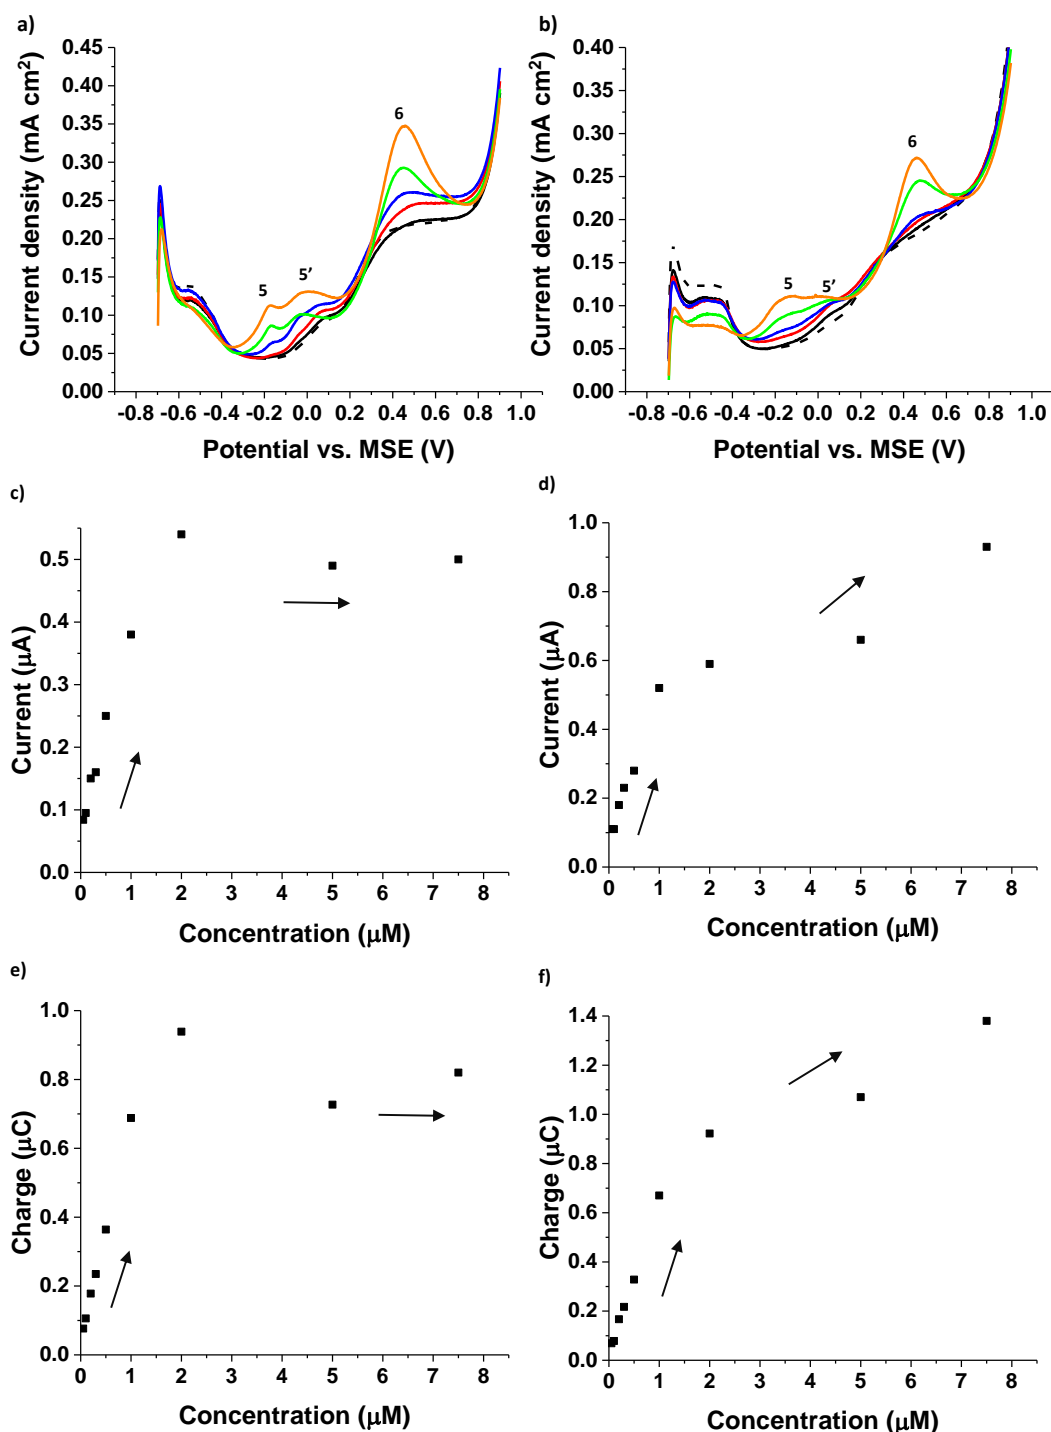 a)
Current density (mA cm²)
0.45
0.40
0.35
0.30
0.25
0.20
0.15
0.10
0.05
0.00
6
5
5’
-0.8 -0.6 -0.4 -0.2 0.0 0.2 0.4 0.6 0.8 1.0
Potential vs. MSE (V)
b)
Current density (mA cm²)
0.40
0.35
0.30
0.25
0.20
0.15
0.10
0.05
0.00
6
5
5’
-0.8 -0.6 -0.4 -0.2 0.0 0.2 0.4 0.6 0.8 1.0
Potential vs. MSE (V)
c)
Current (μA)
0.5
0.4
0.3
0.2
0.1
0.0
0 1 2 3 4 5 6 7 8
Concentration (μM)
d)
Current (μA)
1.0
0.8
0.6
0.4
0.2
0.0
0 1 2 3 4 5 6 7 8
Concentration (μM)
e)
Charge (μC)
1.0
0.8
0.6
0.4
0.2
0.0
0 1 2 3 4 5 6 7 8
Concentration (μM)
f)
Charge (μC)
1.4
1.2
1.0
0.8
0.6
0.4
0.2
0.0
0 1 2 3 4 5 6 7 8
Concentration (μM)